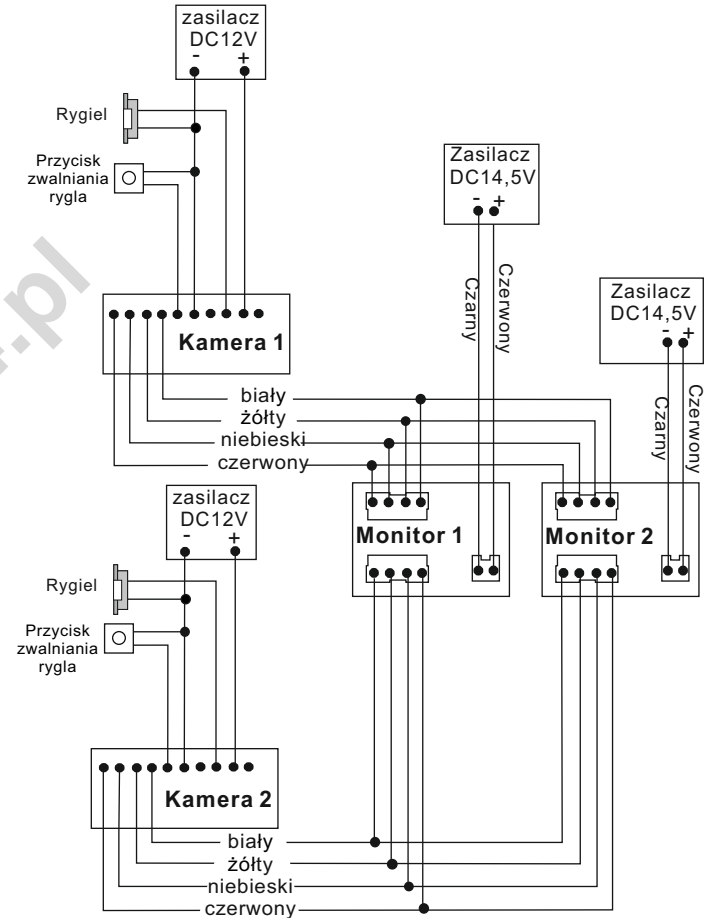 zasilacz
DC12V
- +
Rygiel
Przycisk
zwalniania
rygla
Zasilacz
DC14,5V
- +
Czarny
Czerwony
Zasilacz
DC14,5V
- +
Czarny
Czerwony
Kamera 1
biały
żółty
niebieski
czerwony
Monitor 1
Monitor 2
zasilacz
DC12V
- +
Rygiel
Przycisk
zwalniania
rygla
Kamera 2
biały
żółty
niebieski
czerwony
.pl